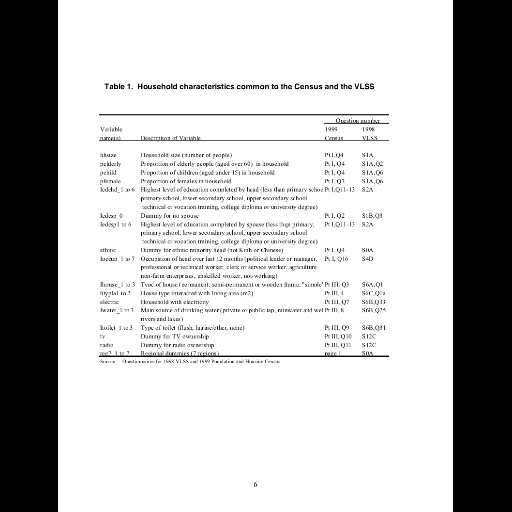 Table 1. Household characteristics common to the Census and the VLSS
Question number
Variable 1999 1998
name(s) Description of Variable Census VLSS
hhsize Household size (number of people) Pt I, Q4 S1A
pelderly Proportion of elderly people (aged over 60) in household Pt I, Q4 S1A,Q2
pchild Proportion of children (aged under 15) in household Pt I, Q4 S1A,Q6
pfemale Proportion of females in household Pt I, Q3 S1A,Q6
Iedchd_1 to 6 Highest level of education completed by head (less than primary schoo Pt I,Q11-13 S2A
primary school, lower secondary school, upper secondary school
technical or vocation training, college diploma or university degree)
Iedesp_0 Dummy for no spouse Pt I, Q2 S1B,Q3
Iedesp1 to 6 Highest level of education completed by spouse (less than primary, Pt I,Q11-13 S2A
primary school, lower secondary school, upper secondary school
technical or vocation training, college diploma or university degree)
ethnic Dummy for ethnic minority head (not Kinh or Chinese) Pt I, Q4 S0A
Ioccup_1 to 7 Occupation of head over last 12 months (political leader or manager, Pt I, Q16 S4D
professional or technical worker, clerk or service worker, agriculture
non-farm enterprises, unskilled worker, not-working)
Ihouse_1 to 3 Type of house (permanent; semi-permanent or wooden frame, "simple" Pt III, Q3 S6A,Q1
htypla1 to 2 House type interacted with living area (m2) Pt III, 4 S6C,Q1a
electric Household with electricity Pt III, Q7 S6B,Q33
Iwater_1 to 3 Main source of drinking water (private or public tap, rainwater and wel Pt III, 8 S6B,Q25
rivers and lakes)
Itoilet_1 to 3 Type of toilet (flush, latrine/other, none) Pt III, Q9 S6B,Q31
tv Dummy for TV ownership Pt III, Q10 S12C
radio Dummy for radio ownership Pt III, Q11 S12C
reg7_1 to 7 Regional dummies (7 regions) page 1 S0A
Source: Questionnaires for 1998 VLSS and 1999 Population and Housing Census
6